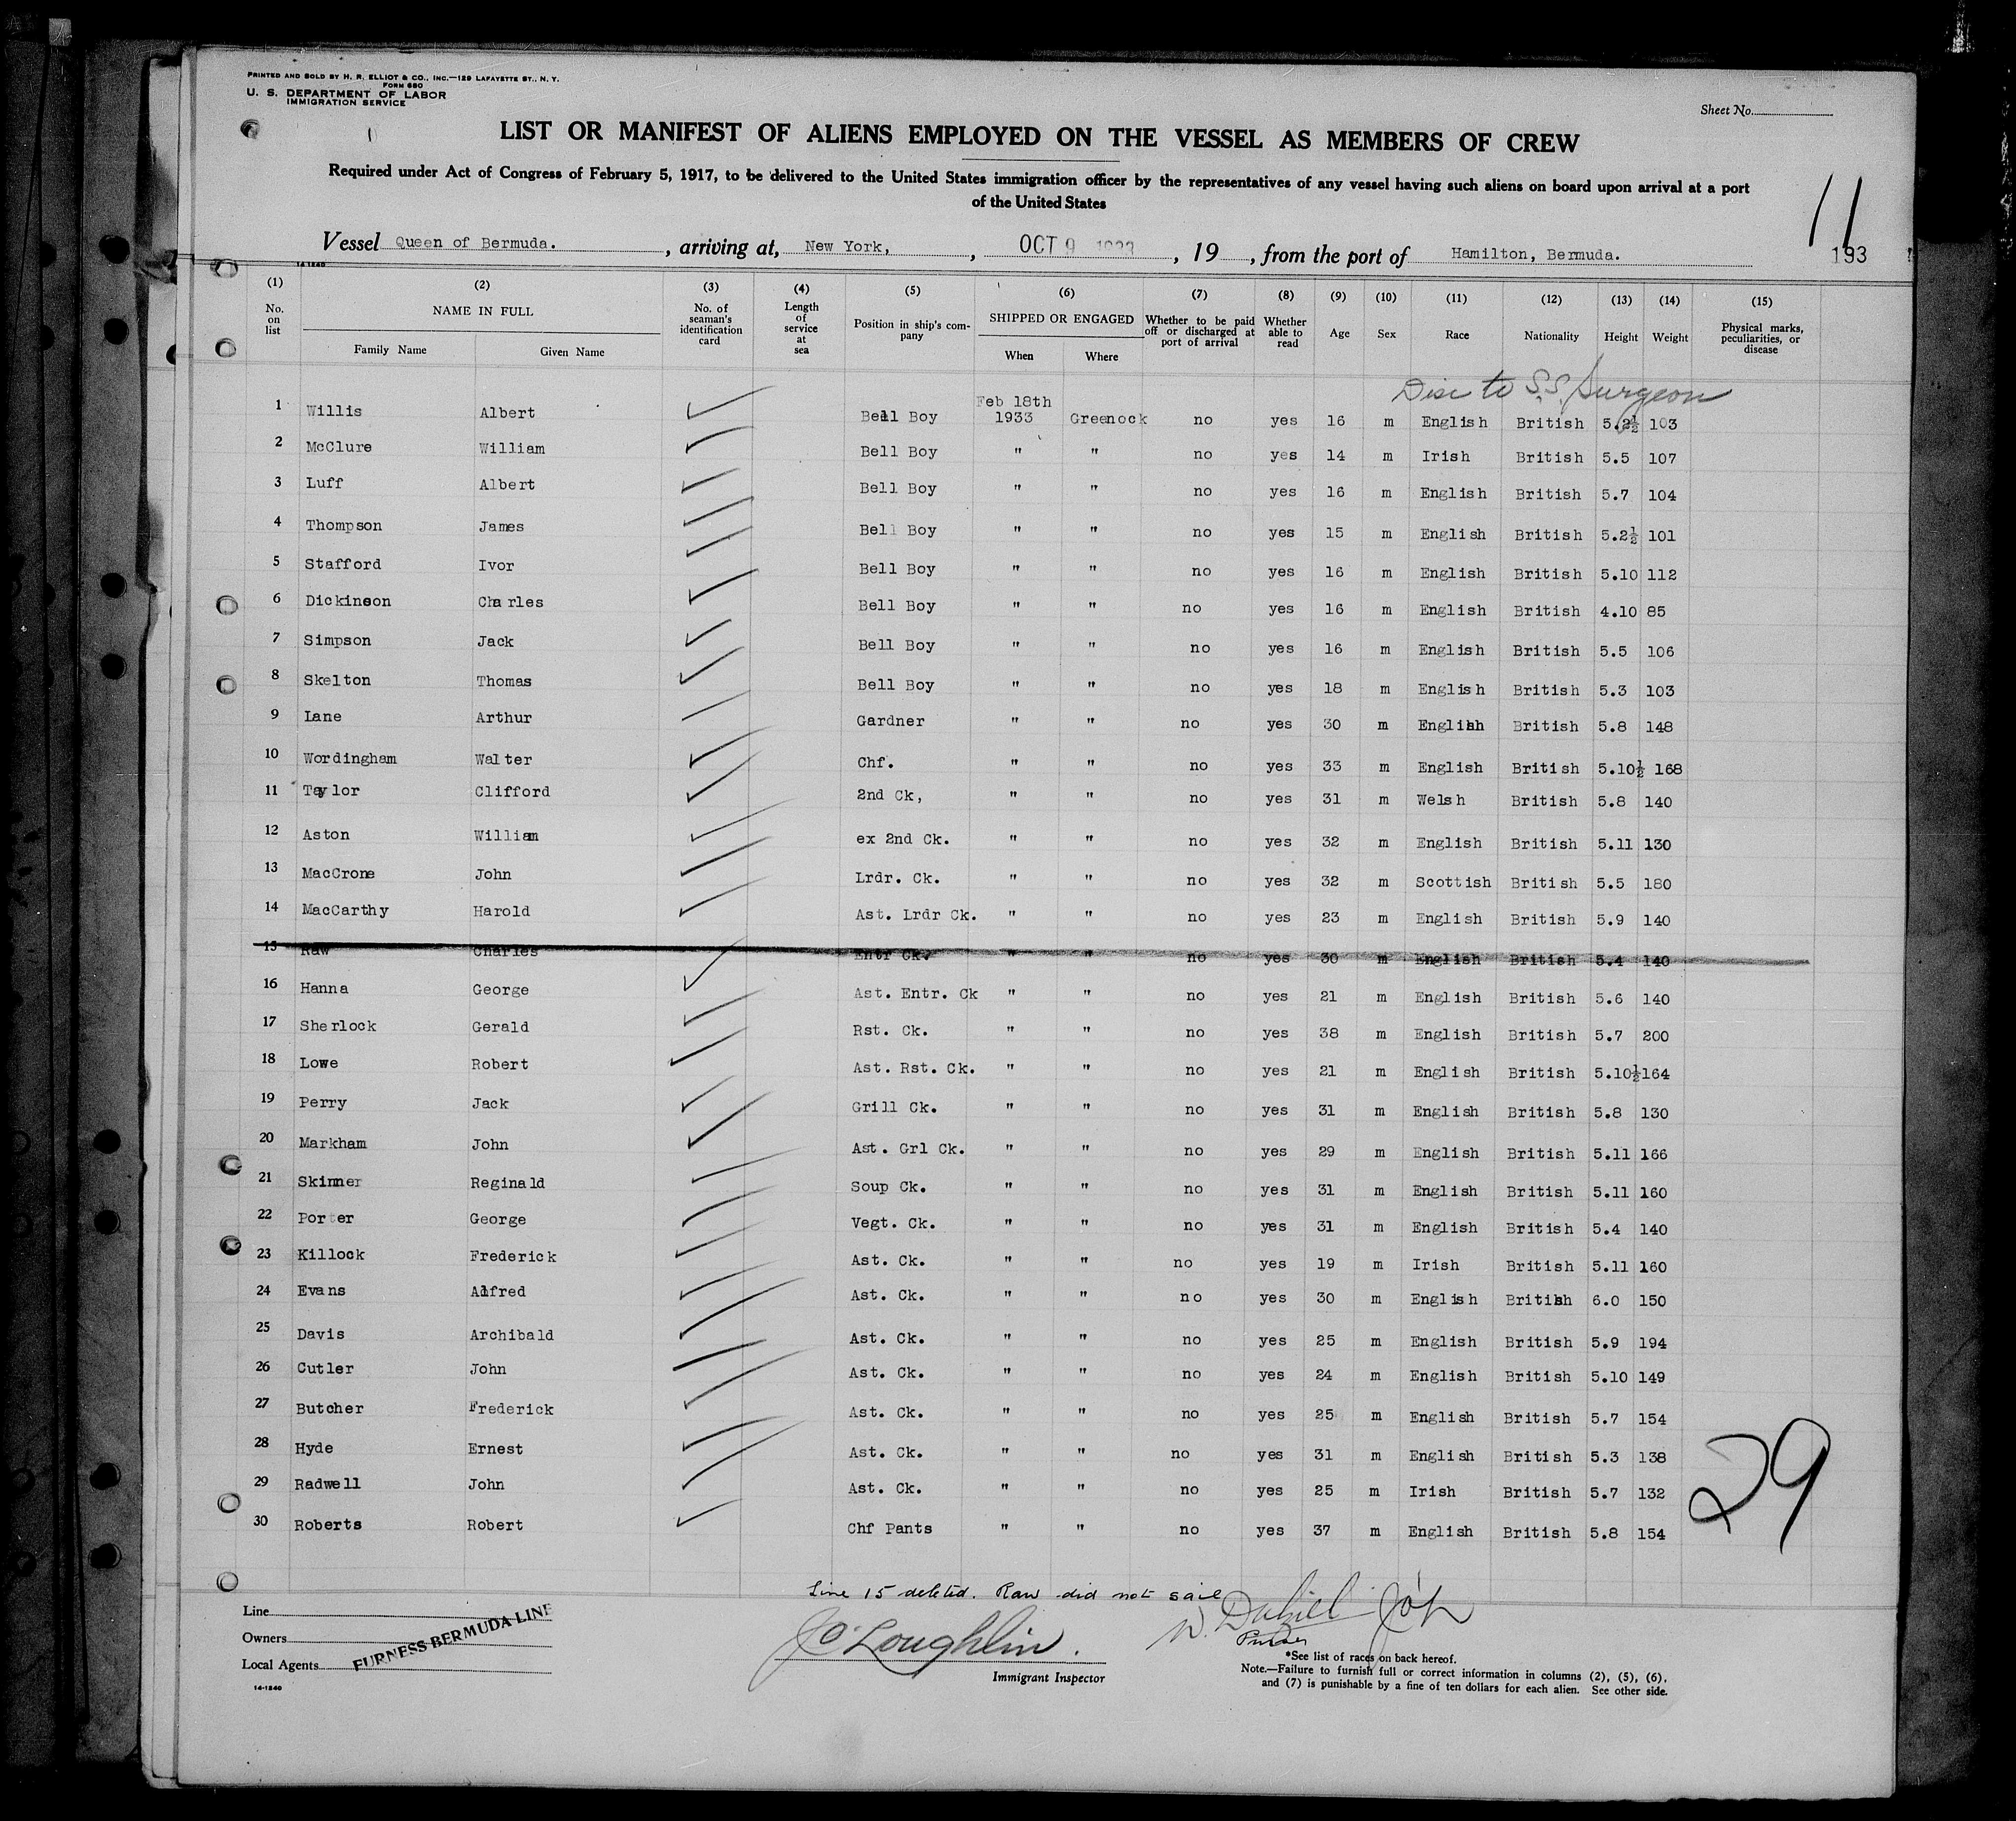 PRINTED AND SOLD BY H. R. ELLIOT & CO., INC.—129 LAFAYETTE ST., N. Y.
FORM 680
U. S. DEPARTMENT OF LABOR
IMMIGRATION SERVICE
Sheet No.
LIST OR MANIFEST OF ALIENS EMPLOYED ON THE VESSEL AS MEMBERS OF CREW
Required under Act of Congress of February 5, 1917, to be delivered to the United States immigration officer by the representatives of any vessel having such aliens on board upon arrival at a port
of the United States
11
Vessel Queen of Bermuda. , arriving at, New York, , OCT 9 1933 , 19 , from the port of Hamilton, Bermuda. 193
14-1240
(1) (2) (3) (4) (5) (6) (7) (8) (9) (10) (11) (12) (13) (14) (15)
No. on list NAME IN FULL Family Name Given Name No. of seaman's identification card Length of service at sea Position in ship's company SHIPPED OR ENGAGED When Where Whether to be paid off or discharged at port of arrival Whether able to read Age Sex Race Nationality Height Weight Physical marks, peculiarities, or disease
Disc to S.S. Surgeon
1 Willis Albert Bell Boy Feb 18th 1933 Greenock no yes 16 m English British 5.2½ 103
2 McClure William Bell Boy " " no yes 14 m Irish British 5.5 107
3 Luff Albert Bell Boy " " no yes 16 m English British 5.7 104
4 Thompson James Bell Boy " " no yes 15 m English British 5.2½ 101
5 Stafford Ivor Bell Boy " " no yes 16 m English British 5.10 112
6 Dickinson Charles Bell Boy " " no yes 16 m English British 4.10 85
7 Simpson Jack Bell Boy " " no yes 16 m English British 5.5 106
8 Skelton Thomas Bell Boy " " no yes 18 m English British 5.3 103
9 Lane Arthur Gardner " " no yes 30 m English British 5.8 148
10 Wordingham Walter Chf. " " no yes 33 m English British 5.10½ 168
11 Taylor Clifford 2nd Ck, " " no yes 31 m Welsh British 5.8 140
12 Aston William ex 2nd Ck. " " no yes 32 m English British 5.11 130
13 MacCrone John Lrdr. Ck. " " no yes 32 m Scottish British 5.5 180
14 MacCarthy Harold Ast. Lrdr Ck. " " no yes 23 m English British 5.9 140
15 Raw Charles Entr Ck. " " no yes 30 m English British 5.4 140
16 Hanna George Ast. Entr. Ck " " no yes 21 m English British 5.6 140
17 Sherlock Gerald Rst. Ck. " " no yes 38 m English British 5.7 200
18 Lowe Robert Ast. Rst. Ck. " " no yes 21 m English British 5.10½ 164
19 Perry Jack Grill Ck. " " no yes 31 m English British 5.8 130
20 Markham John Ast. Grl Ck. " " no yes 29 m English British 5.11 166
21 Skinner Reginald Soup Ck. " " no yes 31 m English British 5.11 160
22 Porter George Vegt. Ck. " " no yes 31 m English British 5.4 140
23 Killock Frederick Ast. Ck. " " no yes 19 m Irish British 5.11 160
24 Evans Alfred Ast. Ck. " " no yes 30 m English British 6.0 150
25 Davis Archibald Ast. Ck. " " no yes 25 m English British 5.9 194
26 Cutler John Ast. Ck. " " no yes 24 m English British 5.10 149
27 Butcher Frederick Ast. Ck. " " no yes 25 m English British 5.7 154
28 Hyde Ernest Ast. Ck. " " no yes 31 m English British 5.3 138
29 Radwell John Ast. Ck. " " no yes 25 m Irish British 5.7 132
30 Roberts Robert Chf Pants " " no yes 37 m English British 5.8 154
29
Line 15 deleted. Raw did not sail
Line
Owners
Local Agents
FURNESS BERMUDA LINE
14-1240
J O'Loughlin.
Immigrant Inspector
Purser
*See list of races on back hereof.
Note.—Failure to furnish full or correct information in columns (2), (5), (6),
and (7) is punishable by a fine of ten dollars for each alien. See other side.